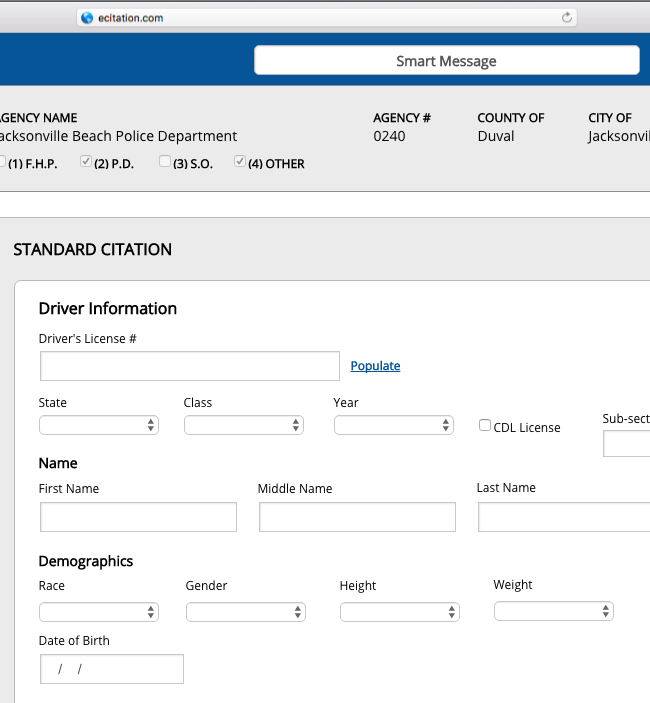 ecitation.com
Smart Message
AGENCY NAME AGENCY # COUNTY OF CITY OF
Jacksonville Beach Police Department 0240 Duval
(1) F.H.P. (2) P.D. (3) S.O. (4) OTHER
STANDARD CITATION
Driver Information
Driver's License #
Populate
State Class Year
CDL License Sub-sect
Name
First Name Middle Name Last Name
Demographics
Race Gender Height Weight
Date of Birth
/ /